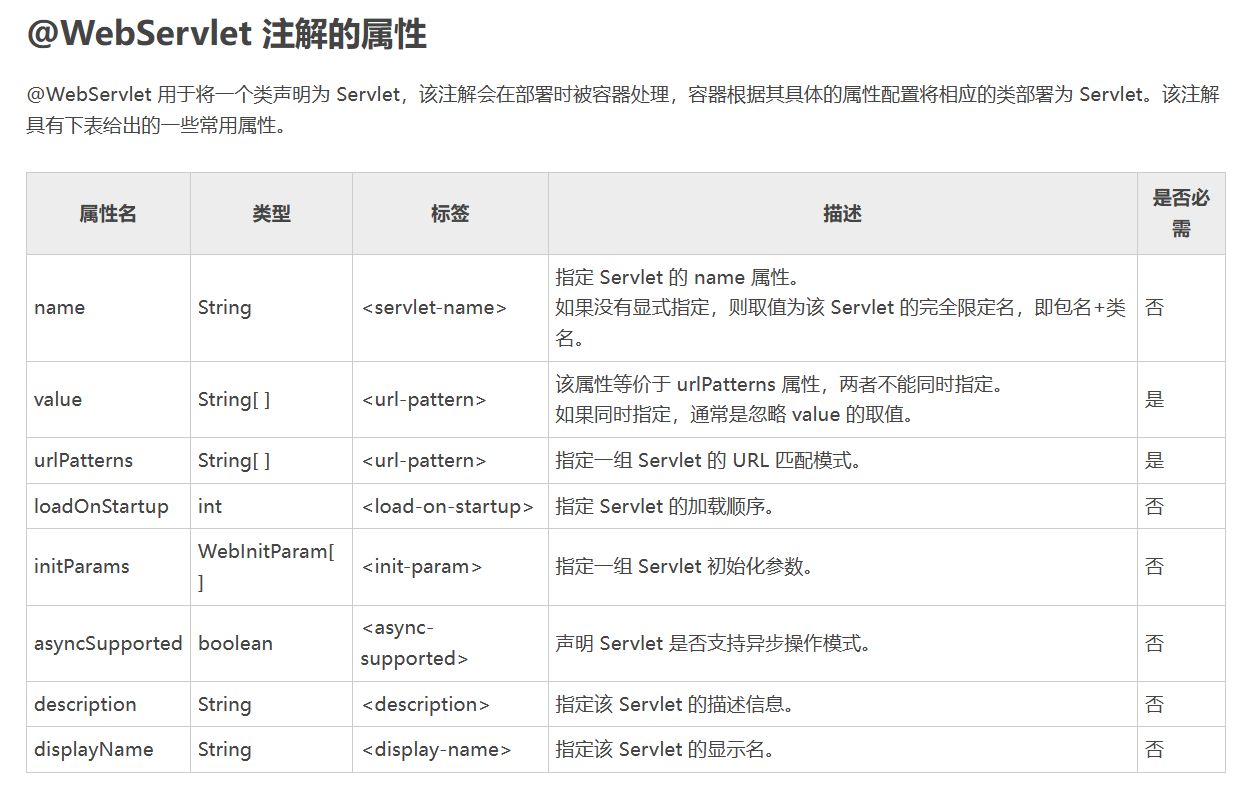 @WebServlet 注解的属性
@WebServlet 用于将一个类声明为 Servlet，该注解会在部署时被容器处理，容器根据其具体的属性配置将相应的类部署为 Servlet。该注解
具有下表给出的一些常用属性。
属性名 类型 标签 描述 是否必
需
name String <servlet-name> 指定 Servlet 的 name 属性。
如果没有显式指定，则取值为该 Servlet 的完全限定名，即包名+类
名。 否
value String[ ] <url-pattern> 该属性等价于 urlPatterns 属性，两者不能同时指定。
如果同时指定，通常是忽略 value 的取值。 是
urlPatterns String[ ] <url-pattern> 指定一组 Servlet 的 URL 匹配模式。 是
loadOnStartup int <load-on-startup> 指定 Servlet 的加载顺序。 否
initParams WebInitParam[
] <init-param> 指定一组 Servlet 初始化参数。 否
asyncSupported boolean <async-
supported> 声明 Servlet 是否支持异步操作模式。 否
description String <description> 指定该 Servlet 的描述信息。 否
displayName String <display-name> 指定该 Servlet 的显示名。 否